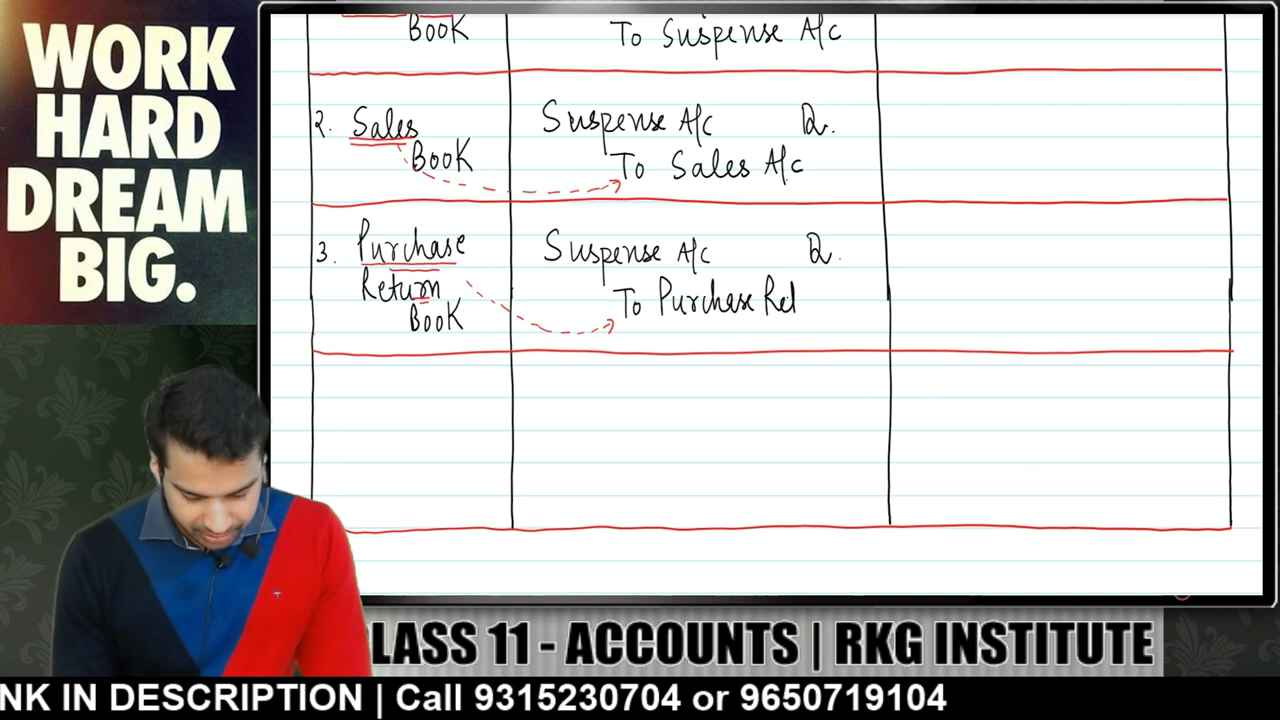 WORK
HARD
DREAM
BIG.
Book
To Suspense A/c
2. Sales
Book
Suspense A/c Dr.
To Sales A/c
3. Purchase
Return
Book
Suspense A/c Dr.
To Purchase Ret
LASS 11 - ACCOUNTS | RKG INSTITUTE
NK IN DESCRIPTION | Call 9315230704 or 9650719104